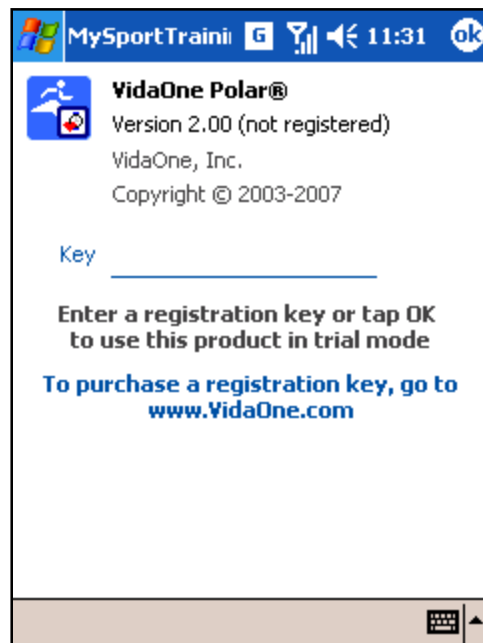 MySportTraini G 11:31 ok
VidaOne Polar®
Version 2.00 (not registered)
VidaOne, Inc.
Copyright © 2003-2007
Key
Enter a registration key or tap OK
to use this product in trial mode
To purchase a registration key, go to
www.VidaOne.com